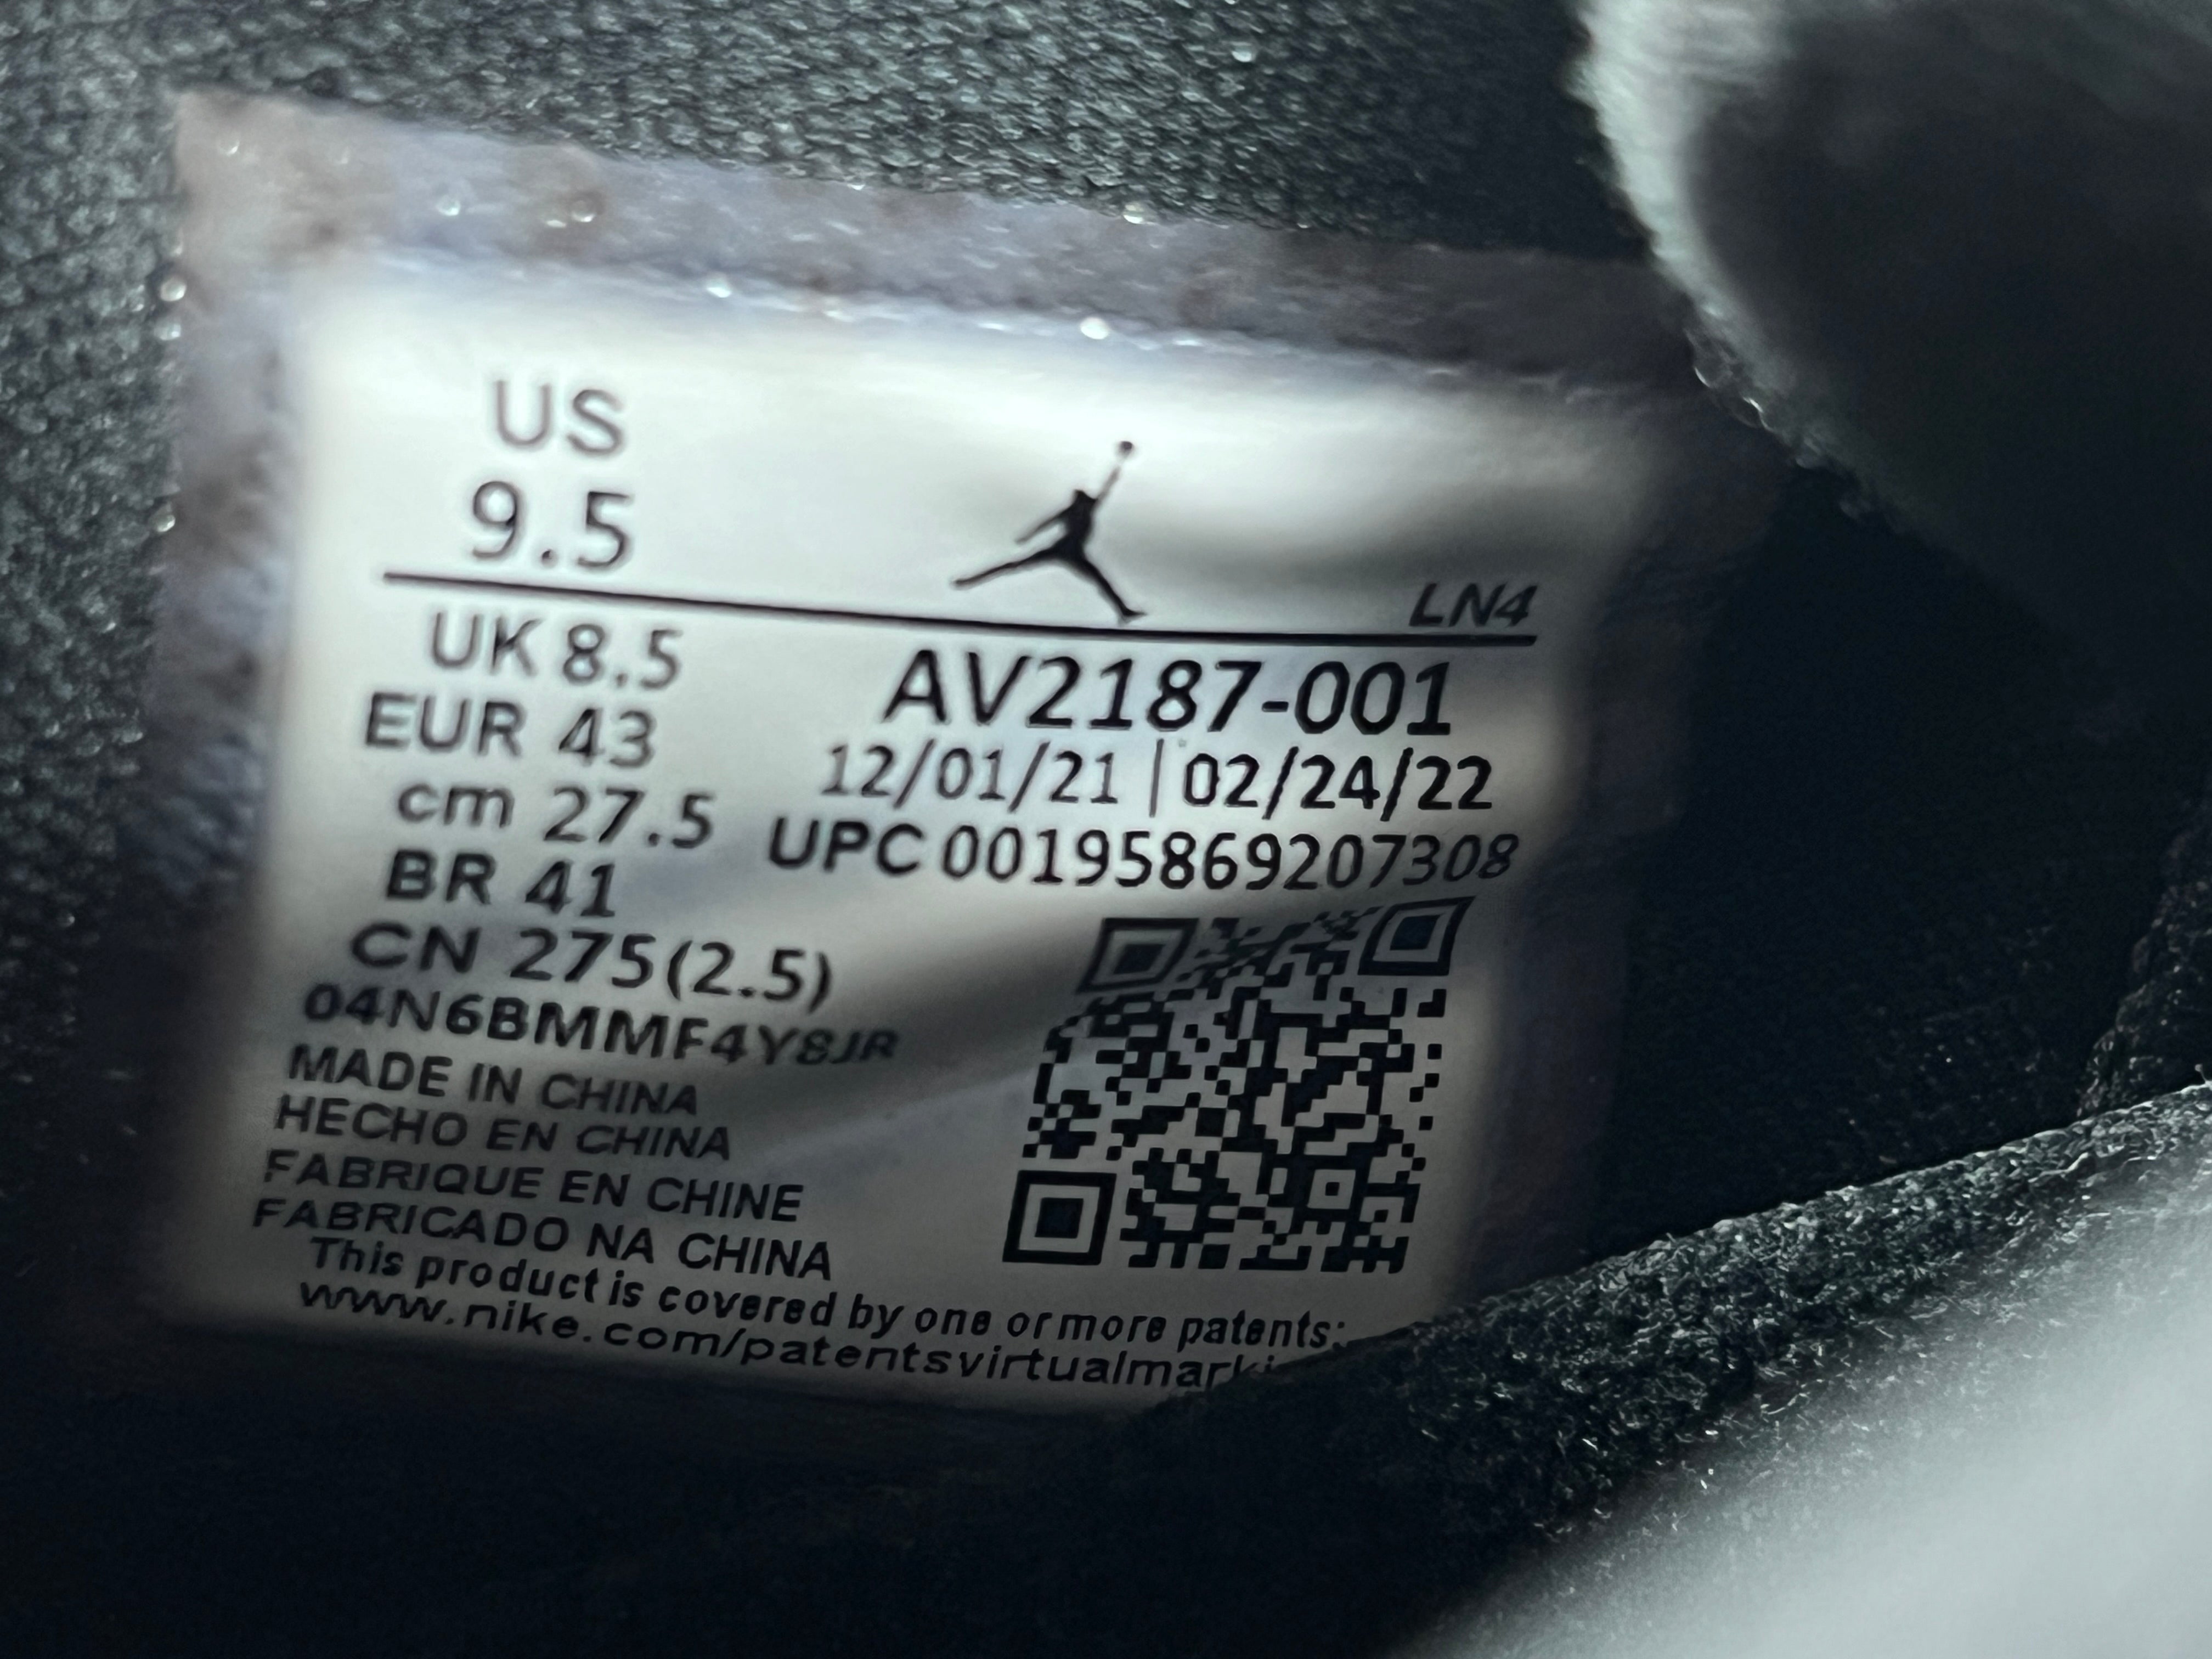 US
9.5
LN4
UK 8.5
EUR 43
cm 27.5
BR 41
CN 275(2.5)
AV2187-001
12/01/21 | 02/24/22
UPC 00195869207308
04N6BMMF4Y8JR
MADE IN CHINA
HECHO EN CHINA
FABRIQUE EN CHINE
FABRICADO NA CHINA
This product is covered by one or more patents: